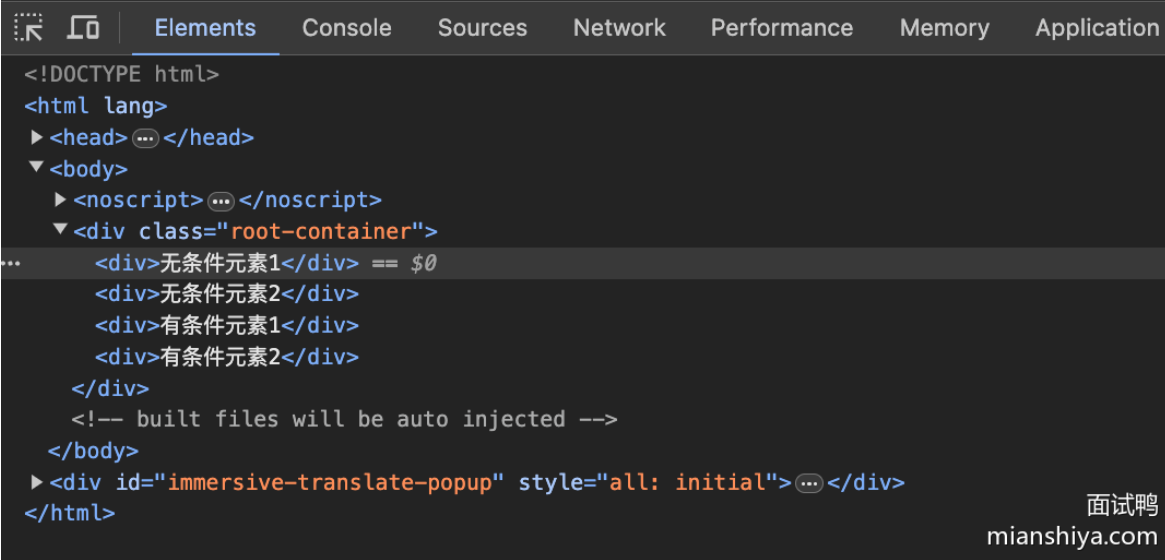 Elements Console Sources Network Performance Memory Application
<!DOCTYPE html>
<html lang>
<head>…</head>
<body>
<noscript>…</noscript>
<div class="root-container">
<div>无条件元素1</div> == $0
<div>无条件元素2</div>
<div>有条件元素1</div>
<div>有条件元素2</div>
</div>
<!-- built files will be auto injected -->
</body>
<div id="immersive-translate-popup" style="all: initial">…</div>
</html>
面试鸭
mianshiya.com